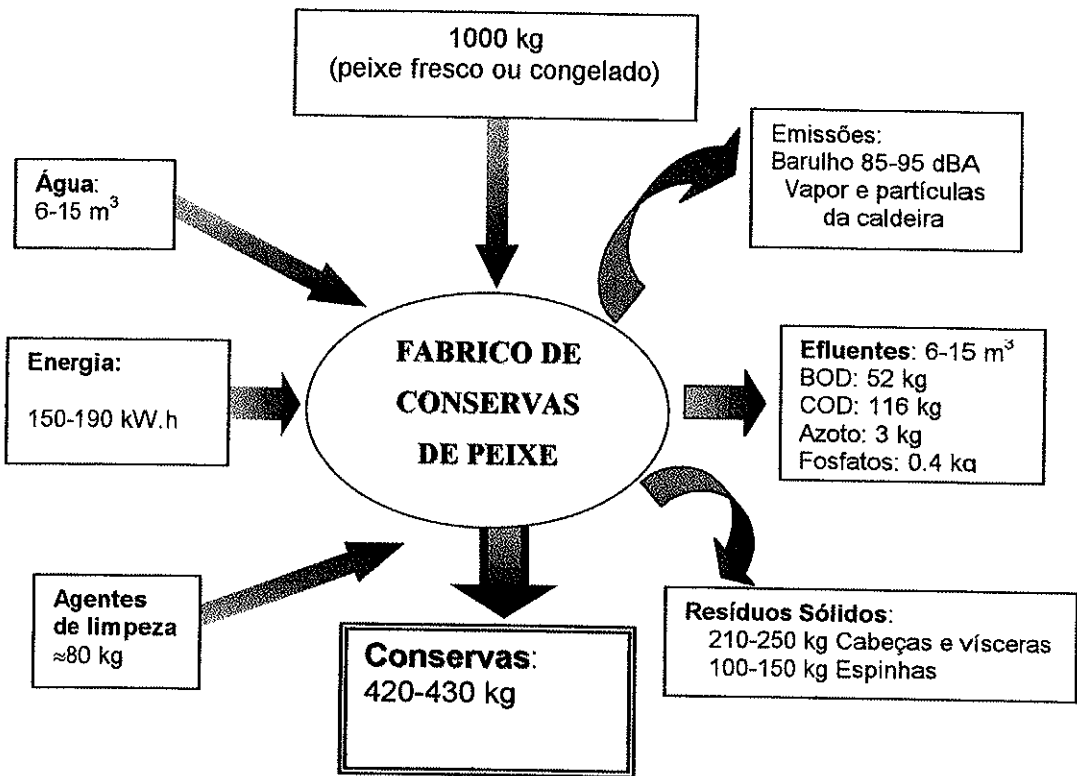 1000 kg
(peixe fresco ou congelado)
Emissões:
Barulho 85-95 dBA
Vapor e partículas
da caldeira
Água:
6-15 m³
Energia:
150-190 kW.h
FABRICO DE
CONSERVAS
DE PEIXE
Efluentes: 6-15 m³
BOD: 52 kg
COD: 116 kg
Azoto: 3 kg
Fosfatos: 0.4 kg
Agentes
de limpeza
≈80 kg
Conservas:
420-430 kg
Resíduos Sólidos:
210-250 kg Cabeças e vísceras
100-150 kg Espinhas